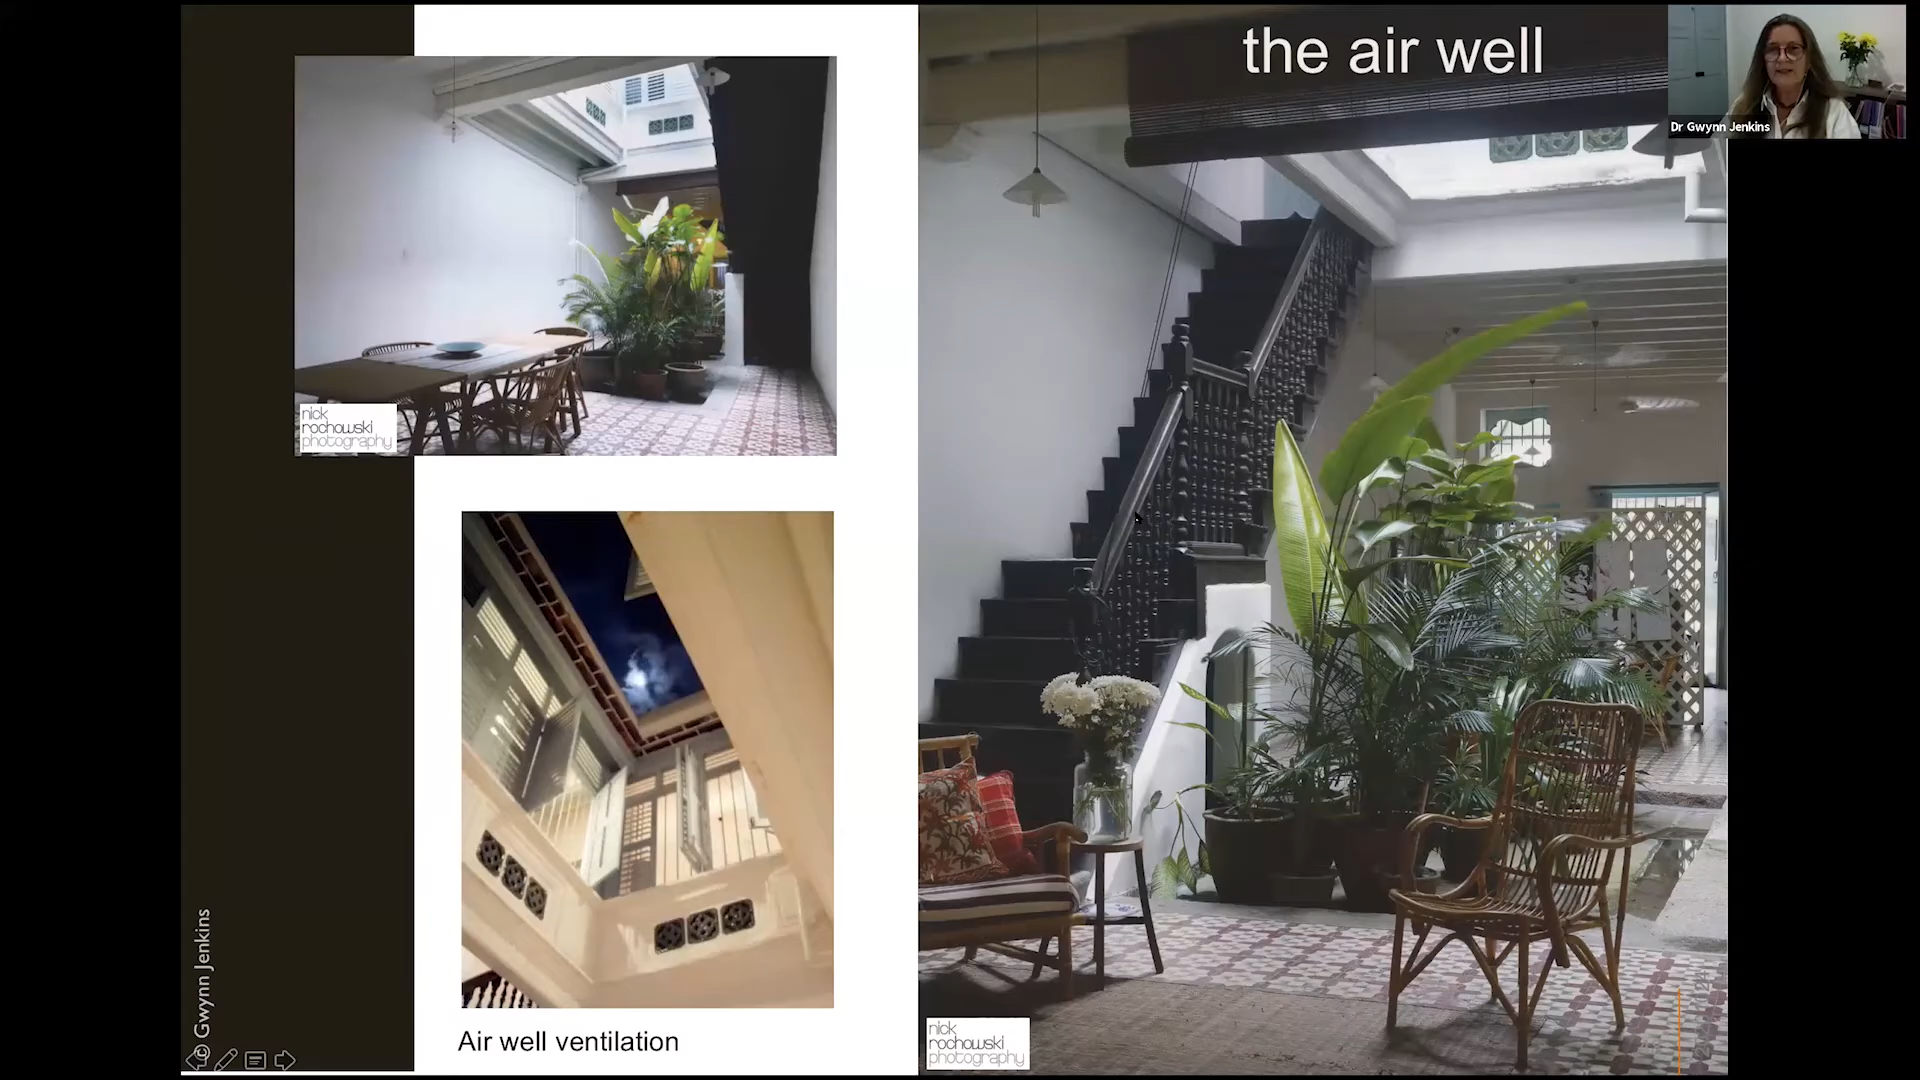 the air well
Dr Gwynn Jenkins
nick
rochowski
photography
Air well ventilation
© Gwynn Jenkins
nick
rochowski
photography